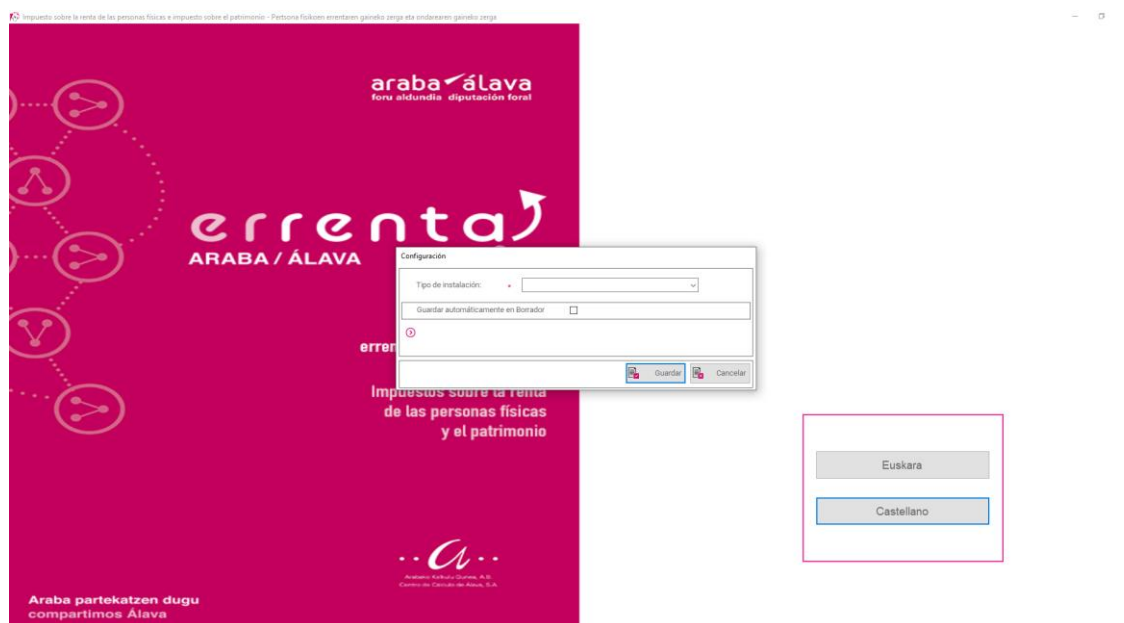 Impuesto sobre la renta de las personas físicas e impuesto sobre el patrimonio - Pertsona fisikoen errentaren gaineko zerga eta ondarearen gaineko zerga
araba álava
foru aldundia diputación foral
errenta
ARABA / ÁLAVA
Configuración
Tipo de instalación: *
Guardar automáticamente en Borrador
Guardar Cancelar
erren
Impuestos sobre la renta
de las personas físicas
y el patrimonio
Euskara
Castellano
Arabako Kalkulu Gunea, A.B.
Centro de Cálculo de Álava, S.A.
Araba partekatzen dugu
compartimos Álava